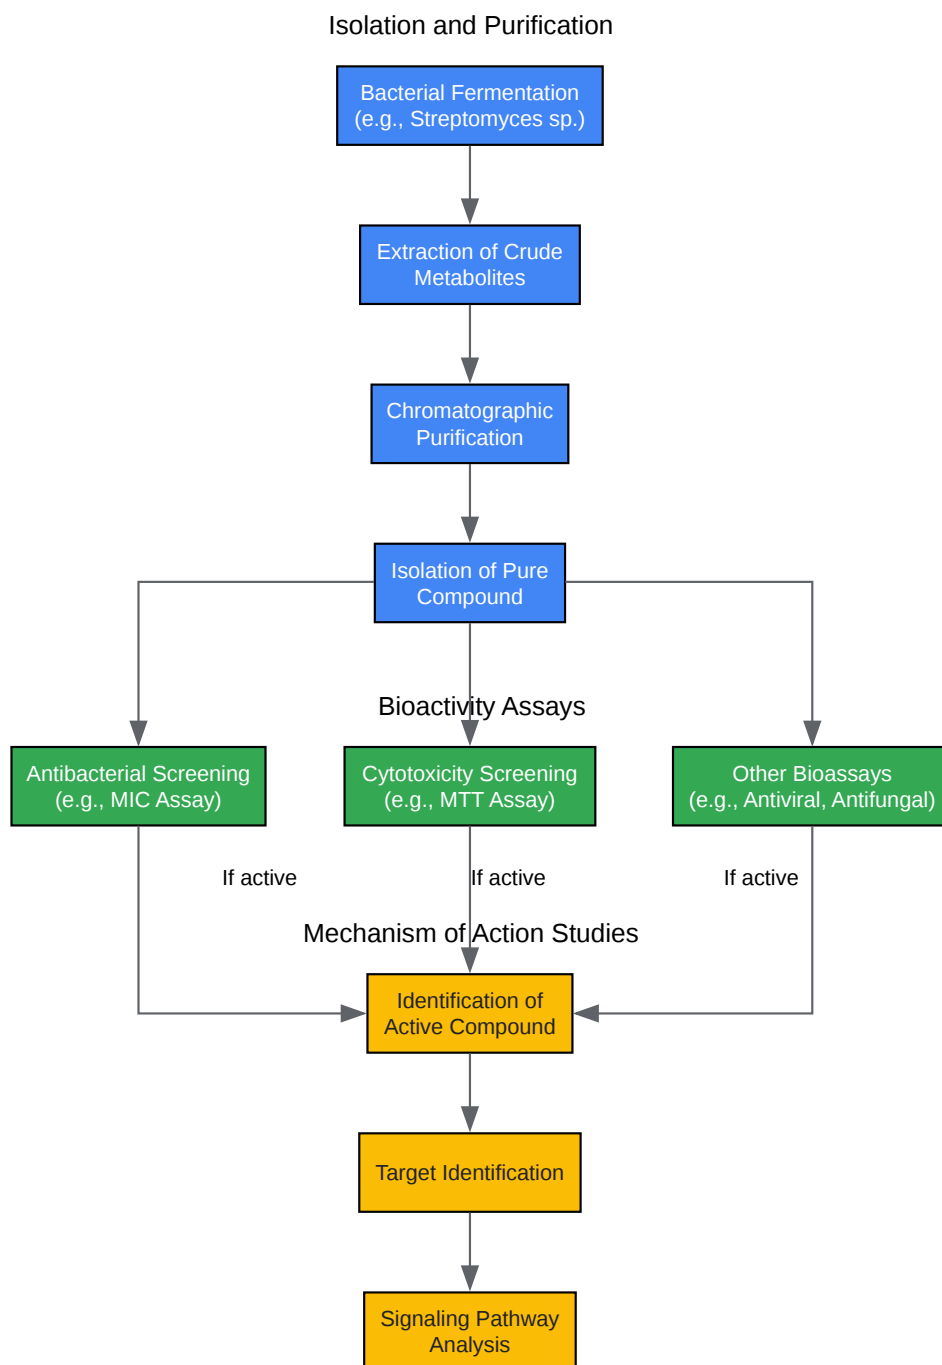 Isolation and Purification
Bacterial Fermentation
(e.g., Streptomyces sp.)
Extraction of Crude
Metabolites
Chromatographic
Purification
Isolation of Pure
Compound
Bioactivity Assays
Antibacterial Screening
(e.g., MIC Assay)
Cytotoxicity Screening
(e.g., MTT Assay)
Other Bioassays
(e.g., Antiviral, Antifungal)
If active
If active
If active
Mechanism of Action Studies
Identification of
Active Compound
Target Identification
Signaling Pathway
Analysis